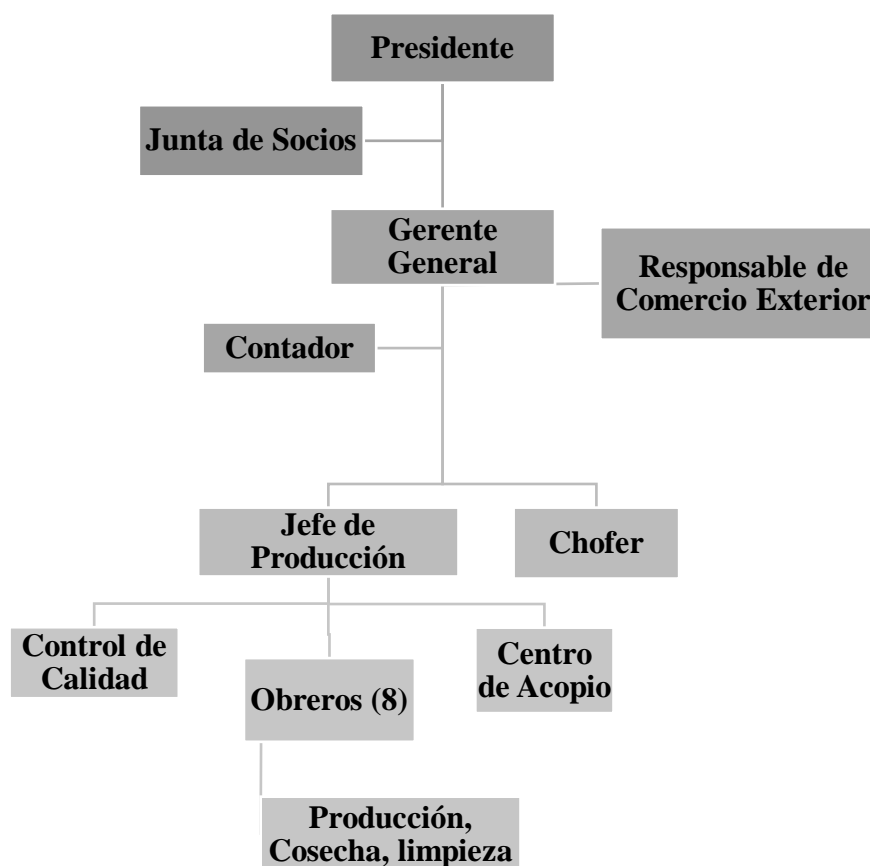 Presidente
Junta de Socios
Gerente
General
Responsable de
Comercio Exterior
Contador
Jefe de
Producción
Chofer
Control de
Calidad
Obreros (8)
Centro
de Acopio
Producción,
Cosecha, limpieza